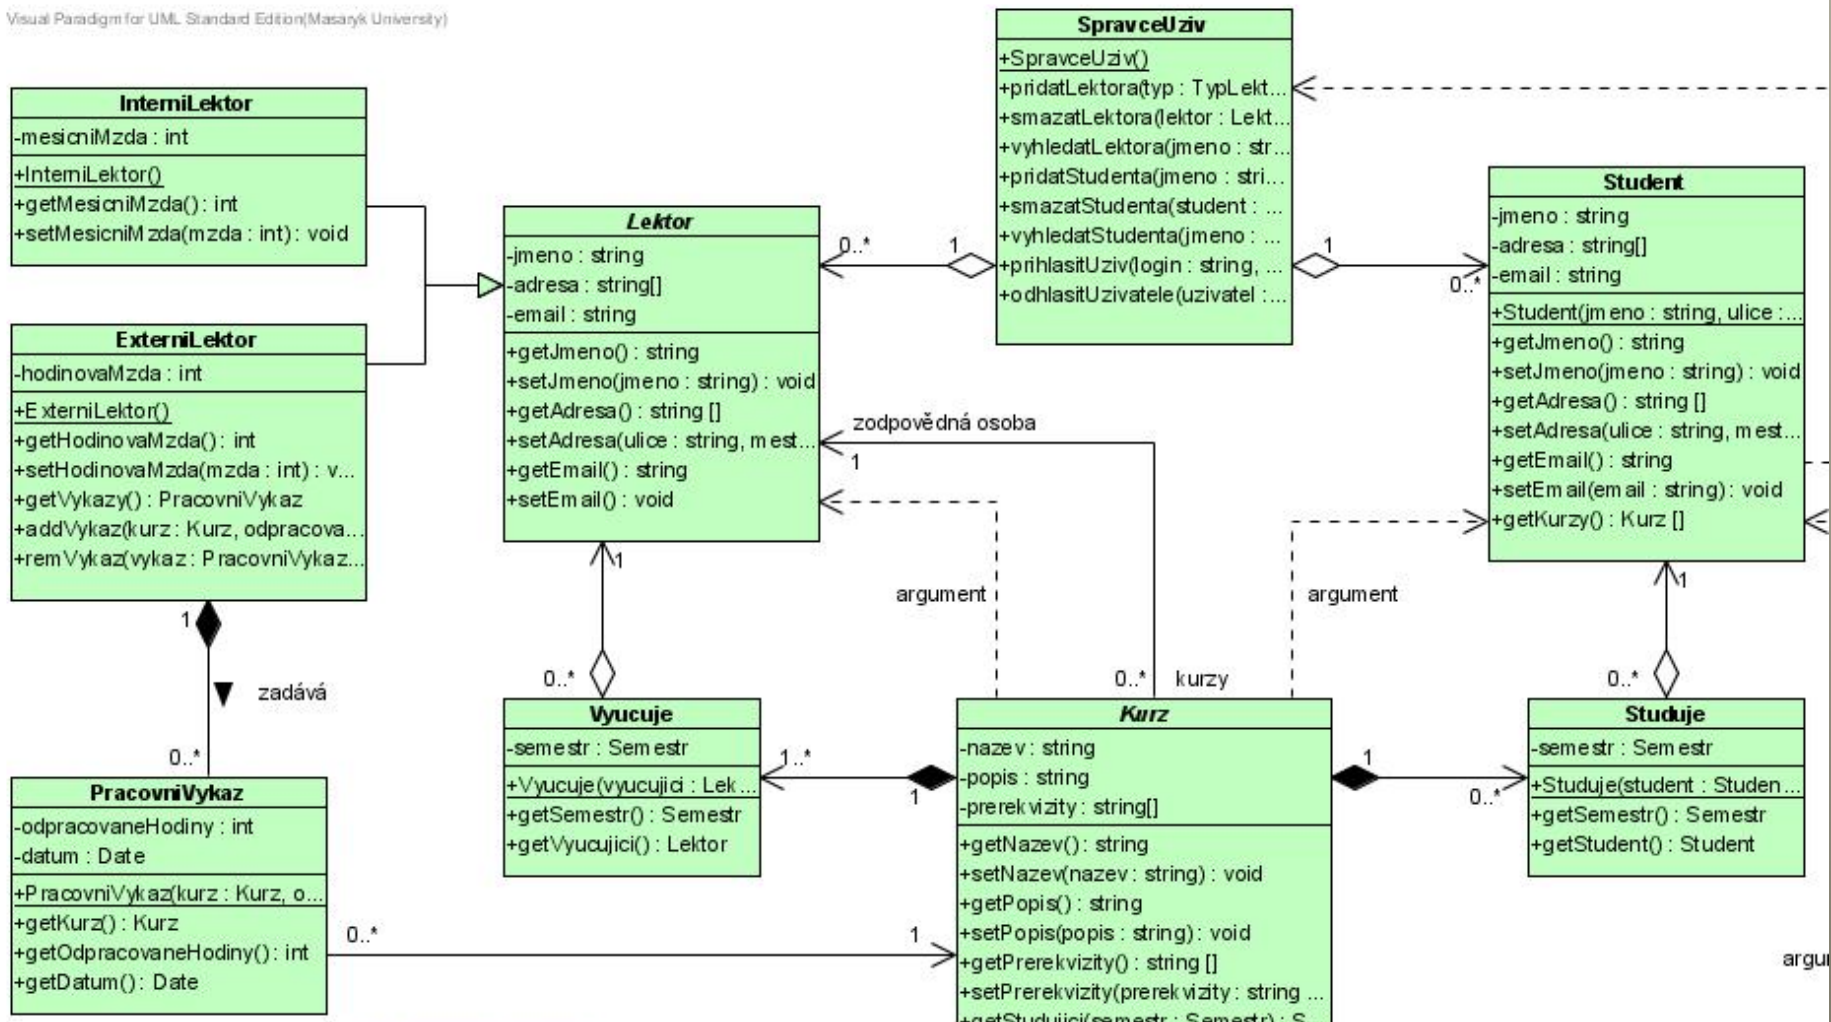 Visual Paradigm for UML Standard Edition(Masaryk University)
SpravceUziv
+SpravceUziv()
+pridatLektora(typ : TypLekt...
+smazatLektora(lektor : Lekt...
+vyhledatLektora(jmeno : str...
+pridatStudenta(jmeno : stri...
+smazatStudenta(student : ...
+vyhledatStudenta(jmeno : ...
+prihlasitUziv(login : string, ...
+odhlasitUzivatele(uzivatel :...
InterniLektor
-mesicniMzda : int
+InterniLektor()
+getMesicniMzda() : int
+setMesicniMzda(mzda : int) : void
ExterniLektor
-hodinovaMzda : int
+ExterniLektor()
+getHodinovaMzda() : int
+setHodinovaMzda(mzda : int) : v...
+getVykazy() : PracovniVykaz
+addVykaz(kurz : Kurz, odpracova...
+remVykaz(vykaz : PracovniVykaz...
Lektor
-jmeno : string
-adresa : string[]
-email : string
+getJmeno() : string
+setJmeno(jmeno : string) : void
+getAdresa() : string []
+setAdresa(ulice : string, mest...
+getEmail() : string
+setEmail() : void
0..*
1
1
0..*
Student
-jmeno : string
-adresa : string[]
-email : string
+Student(jmeno : string, ulice :...
+getJmeno() : string
+setJmeno(jmeno : string) : void
+getAdresa() : string []
+setAdresa(ulice : string, mest...
+getEmail() : string
+setEmail(email : string) : void
+getKurzy() : Kurz []
zodpovědná osoba
1
argument
argument
1
1
1
zadává
0..*
0..*
0..*
kurzy
0..*
PracovniVykaz
-odpracovaneHodiny : int
-datum : Date
+PracovniVykaz(kurz : Kurz, o...
+getKurz() : Kurz
+getOdpracovaneHodiny() : int
+getDatum() : Date
Vyucuje
-semestr : Semestr
+Vyucuje(vyucujici : Lek...
+getSemestr() : Semestr
+getVyucujici() : Lektor
1..*
1
Kurz
-nazev : string
-popis : string
-prerekvizity : string[]
+getNazev() : string
+setNazev(nazev : string) : void
+getPopis() : string
+setPopis(popis : string) : void
+getPrerekvizity() : string []
+setPrerekvizity(prerekvizity : string ...
+getStudujici(semestr : Semestr) : S...
1
0..*
Studuje
-semestr : Semestr
+Studuje(student : Studen...
+getSemestr() : Semestr
+getStudent() : Student
0..*
1
argu